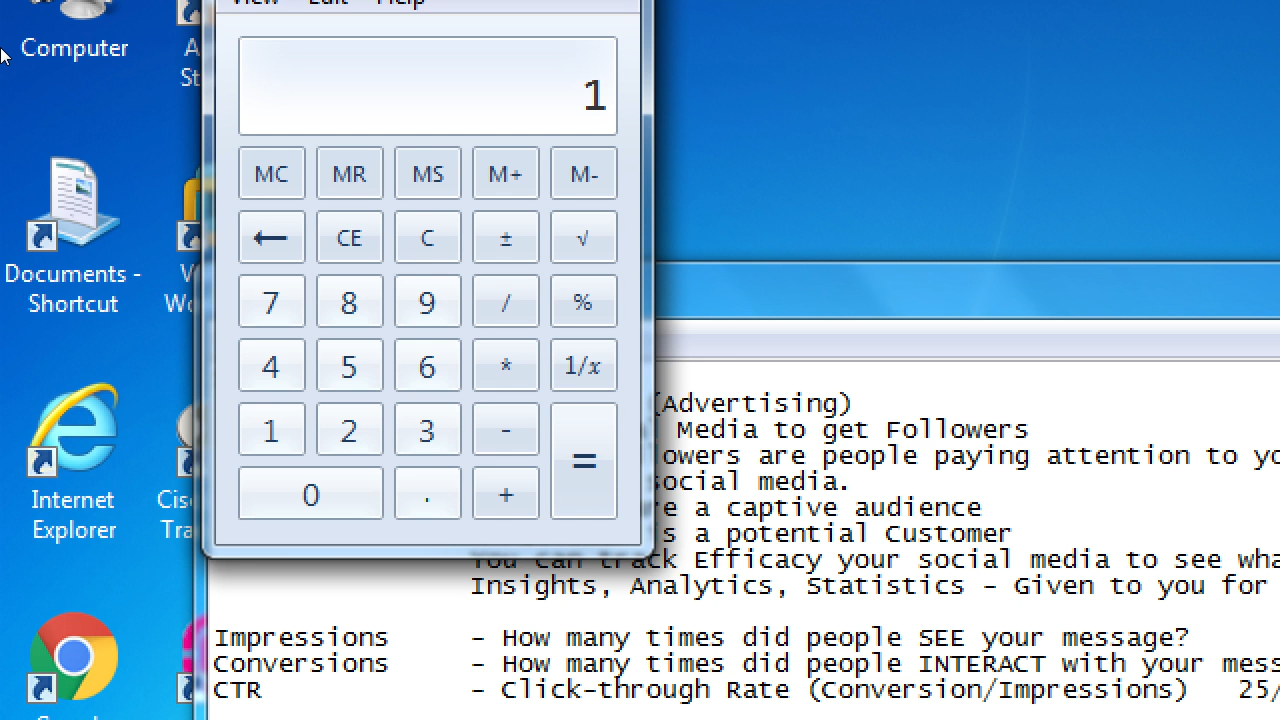 View Edit Help
Computer
1
MC MR MS M+ M-
← CE C ± √
7 8 9 / %
4 5 6 * 1/x
1 2 3 - =
0 . +
Documents -
Shortcut
Internet
Explorer
(Advertising)
Media to get Followers
are people paying attention to
social media.
a captive audience
a potential Customer
You can track Efficacy your social media to see
Insights, Analytics, Statistics - Given to you for
Impressions - How many times did people SEE your message?
Conversions - How many times did people INTERACT with your
CTR - Click-through Rate (Conversion/Impressions) 25/